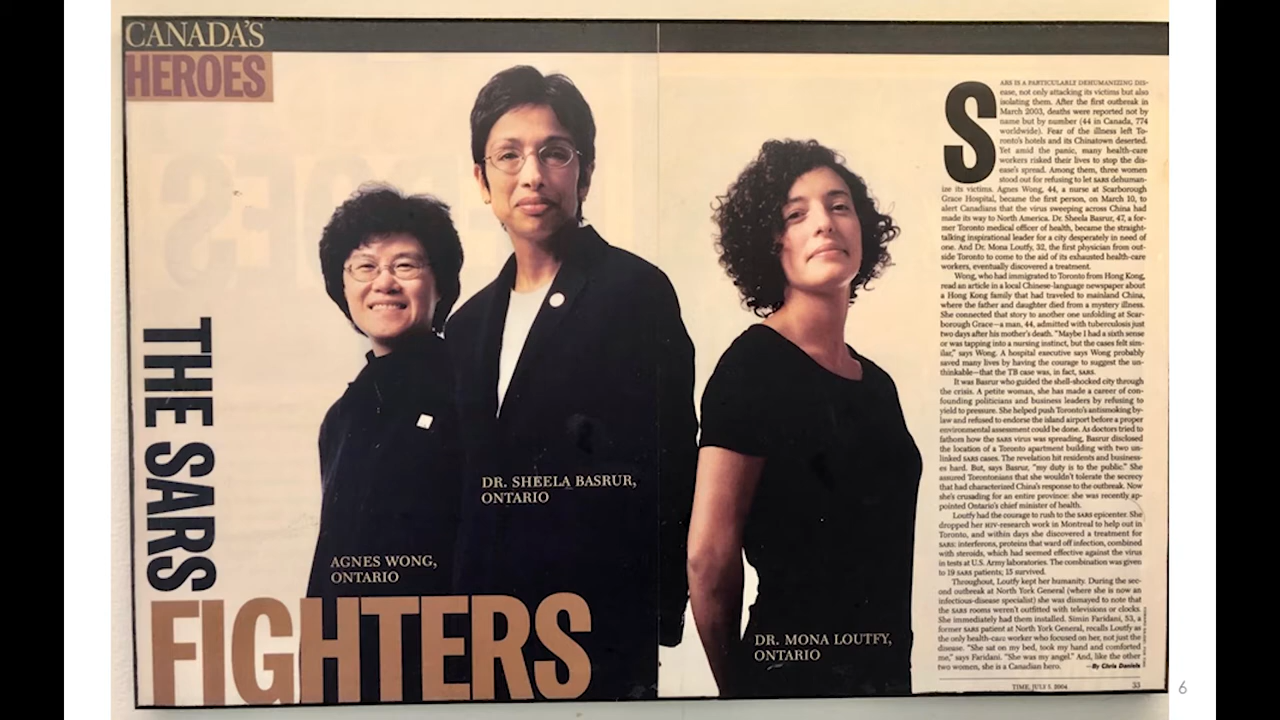 CANADA'S
HEROES
THE SARS
FIGHTERS
AGNES WONG,
ONTARIO
DR. SHEELA BASRUR,
ONTARIO
DR. MONA LOUTFY,
ONTARIO
SARS IS A PARTICULARLY DEHUMANIZING DIS-
ease, not only attacking its victims but also
isolating them. After the first outbreak in
March 2003, deaths were reported not by
name but by number (44 in Canada, 774
worldwide). Fear of the illness left To-
ronto's hotels and its Chinatown deserted.
Yet amid the panic, many health-care
workers risked their lives to stop the dis-
ease's spread. Among them, three women
stood out for refusing to let SARS dehuman-
ize its victims. Agnes Wong, 44, a nurse at Scarborough
Grace Hospital, became the first person, on March 10, to
alert Canadians that the virus sweeping across China had
made its way to North America. Dr. Sheela Basrur, 47, a for-
mer Toronto medical officer of health, became the straight-
talking inspirational leader for a city desperately in need of
one. And Dr. Mona Loutfy, 32, the first physician from out-
side Toronto to come to the aid of its exhausted health-care
workers, eventually discovered a treatment.
Wong, who had immigrated to Toronto from Hong Kong,
read an article in a local Chinese-language newspaper about
a Hong Kong family that had traveled to mainland China,
where the father and daughter died from a mystery illness.
She connected that story to another one unfolding at Scar-
borough Grace—a man, 44, admitted with tuberculosis just
two days after his mother's death. "Maybe I had a sixth sense
or was tapping into a nursing instinct, but the cases felt sim-
ilar," says Wong. A hospital executive says Wong probably
saved many lives by having the courage to suggest the un-
thinkable—that the TB case was, in fact, SARS.
It was Basrur who guided the shell-shocked city through
the crisis. A petite woman, she has made a career of con-
founding politicians and business leaders by refusing to
yield to pressure. She helped push Toronto's antismoking by-
law and refused to endorse the island airport before a proper
environmental assessment could be done. As doctors tried to
fathom how the SARS virus was spreading, Basrur disclosed
the location of a Toronto apartment building with two un-
linked SARS cases. The revelation hit residents and business-
es hard. But, says Basrur, "my duty is to the public." She
assured Torontonians that she wouldn't tolerate the secrecy
that had characterized China's response to the outbreak. Now
she's crusading for an entire province: she was recently ap-
pointed Ontario's chief minister of health.
Loutfy had the courage to rush to the SARS epicenter. She
dropped her HIV-research work in Montreal to help out in
Toronto, and within days she discovered a treatment for
SARS: interferons, proteins that ward off infection, combined
with steroids, which had seemed effective against the virus
in tests at U.S. Army laboratories. The combination was given
to 19 SARS patients; 15 survived.
Throughout, Loutfy kept her humanity. During the sec-
ond outbreak at North York General (where she is now an
infectious-disease specialist) she was dismayed to note that
the SARS rooms weren't outfitted with televisions or clocks.
She immediately had them installed. Simin Faridani, 53, a
former SARS patient at North York General, recalls Loutfy as
the only health-care worker who focused on her, not just the
disease. "She sat on my bed, took my hand and comforted
me," says Faridani. "She was my angel." And, like the other
two women, she is a Canadian hero. —By Chris Daniels
TIME, JULY 5, 2004 33
6